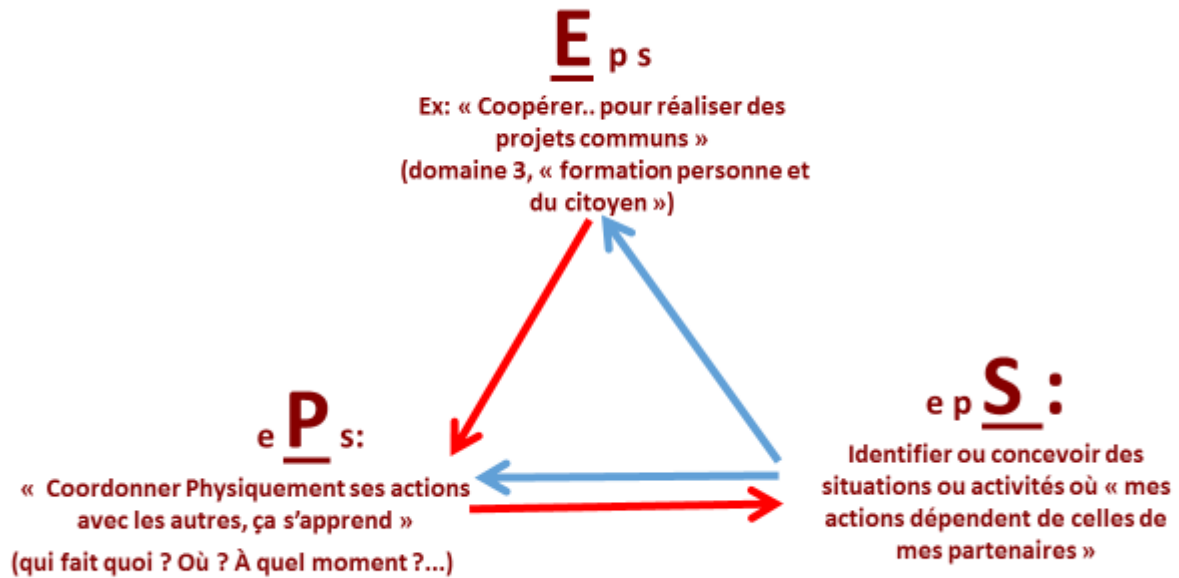 E p s
Ex: « Coopérer.. pour réaliser des
projets communs »
(domaine 3, « formation personne et
du citoyen »)
e P s:
« Coordonner Physiquement ses actions
avec les autres, ça s’apprend »
(qui fait quoi ? Où ? À quel moment ?...)
e p S :
Identifier ou concevoir des
situations ou activités où « mes
actions dépendent de celles de
mes partenaires »